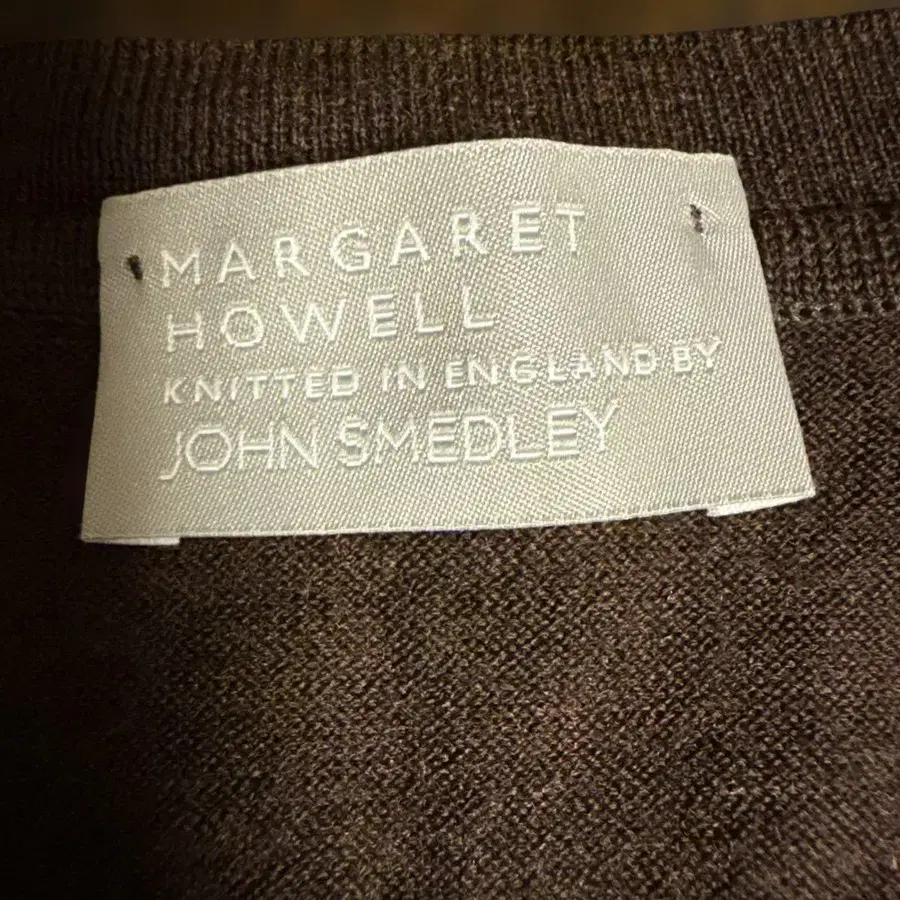 MARGARET
HOWELL
KNITTED IN ENGLAND BY
JOHN SMEDLEY